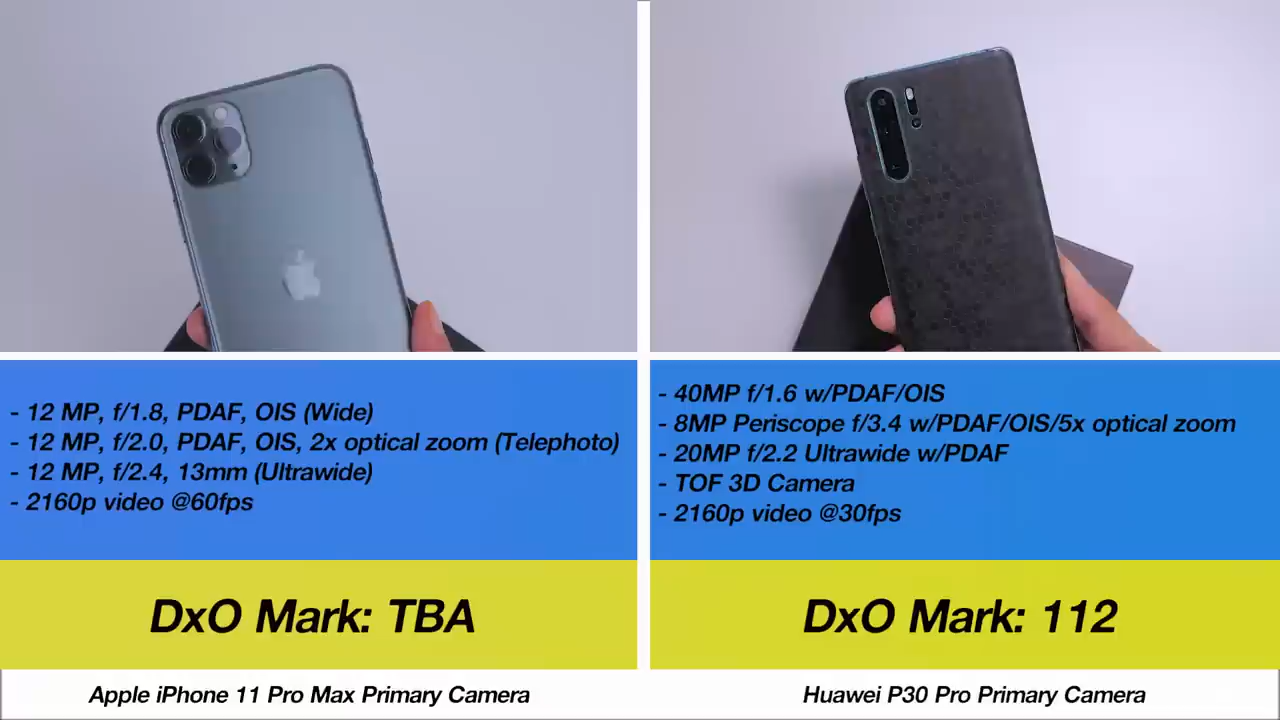 - 12 MP, f/1.8, PDAF, OIS (Wide)
- 12 MP, f/2.0, PDAF, OIS, 2x optical zoom (Telephoto)
- 12 MP, f/2.4, 13mm (Ultrawide)
- 2160p video @60fps
DxO Mark: TBA
Apple iPhone 11 Pro Max Primary Camera
- 40MP f/1.6 w/PDAF/OIS
- 8MP Periscope f/3.4 w/PDAF/OIS/5x optical zoom
- 20MP f/2.2 Ultrawide w/PDAF
- TOF 3D Camera
- 2160p video @30fps
DxO Mark: 112
Huawei P30 Pro Primary Camera